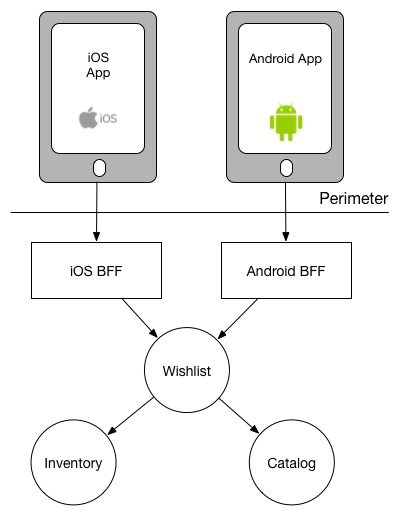 iOS
App
iOS
Android App
Perimeter
iOS BFF
Android BFF
Wishlist
Inventory
Catalog